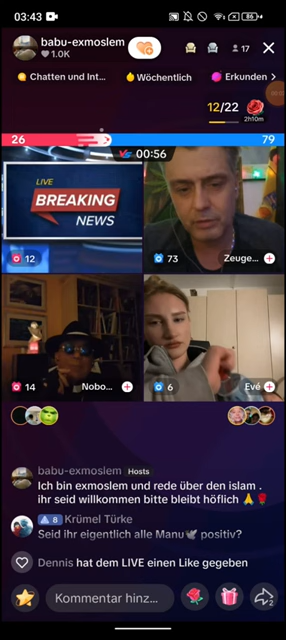 03:43
86
babu-exmoslem
1.0K
17
Chatten und Int...
Wöchentlich
Erkunden
12/22
2h10m
26
VS 00:56
79
LIVE
BREAKING
NEWS
12
73
Zeuge...
14
Nobo...
6
Evé
babu-exmoslem Hosts
Ich bin exmoslem und rede über den islam .
ihr seid willkommen bitte bleibt höflich 🙏🌹
8 Krümel Türke
Seid ihr eigentlich alle Manu🕊 positiv?
Dennis hat dem LIVE einen Like gegeben
Kommentar hinz...
2